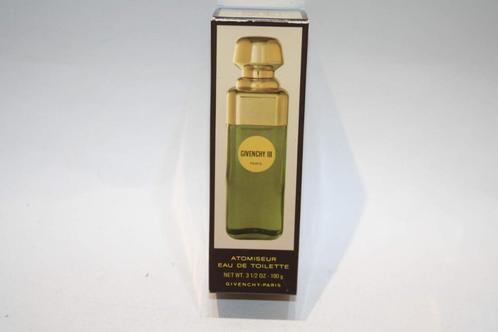 GIVENCHY III
PARIS
ATOMISEUR
EAU DE TOILETTE
NET WT. 3 1/2 OZ - 100 g
GIVENCHY-PARIS